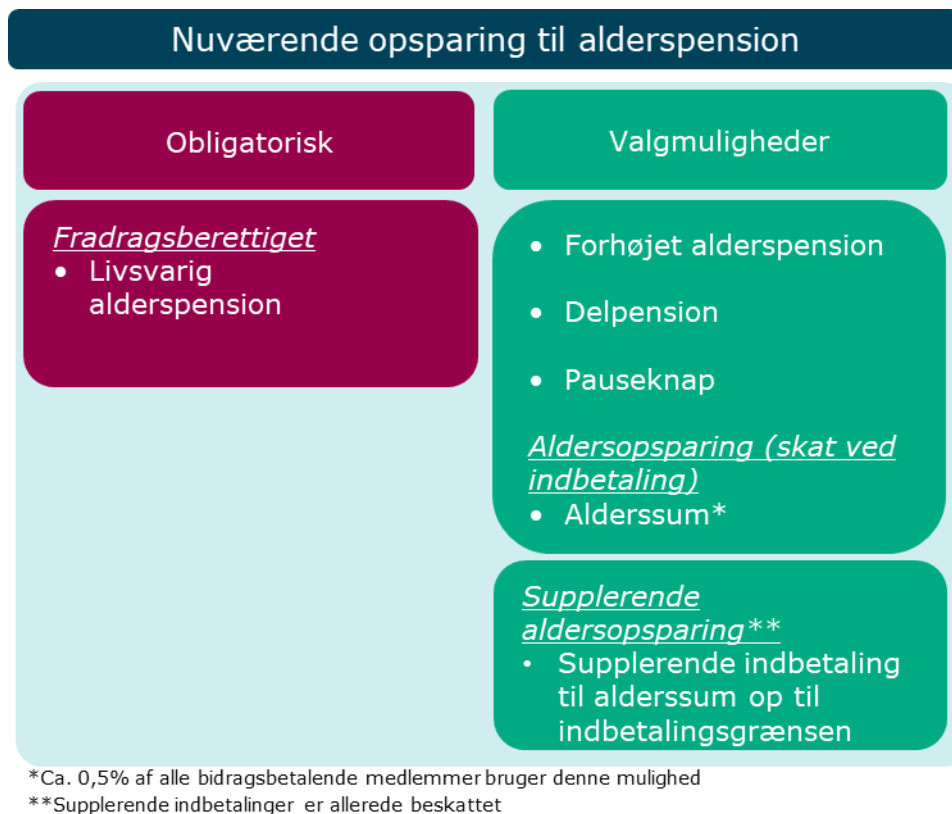 Nuværende opsparing til alderspension
Obligatorisk
Fradragsberettiget
• Livsvarig
alderspension
Valgmuligheder
• Forhøjet alderspension
• Delpension
• Pauseknap
Aldersopsparing (skat ved
indbetaling)
• Alderssum*
Supplerende
aldersopsparing**
• Supplerende indbetaling
til alderssum op til
indbetalingsgrænsen
*Ca. 0,5% af alle bidragsbetalende medlemmer bruger denne mulighed
**Supplerende indbetalinger er allerede beskattet